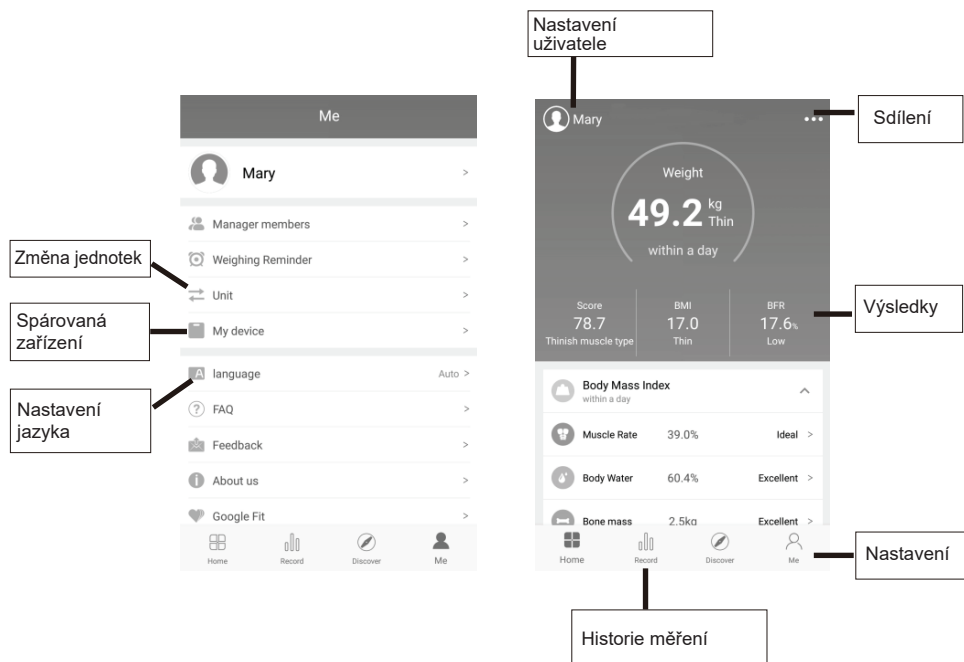 Nastavení
uživatele
Me
Mary
Manager members
Weighing Reminder
Unit
My device
language
Auto >
FAQ
Feedback
About us
Google Fit
Home
Record
Discover
Me
Změna jednotek
Spárovaná
zařízení
Nastavení
jazyka
Mary
Sdílení
Weight
49.2 kg
Thin
within a day
Score
BMI
BFR
78.7
17.0
17.6%
Thinish muscle type
Thin
Low
Výsledky
Body Mass Index
within a day
Muscle Rate 39.0% Ideal >
Body Water 60.4% Excellent >
Bone mass 2.5kg Excellent >
Home
Record
Discover
Me
Nastavení
Historie měření